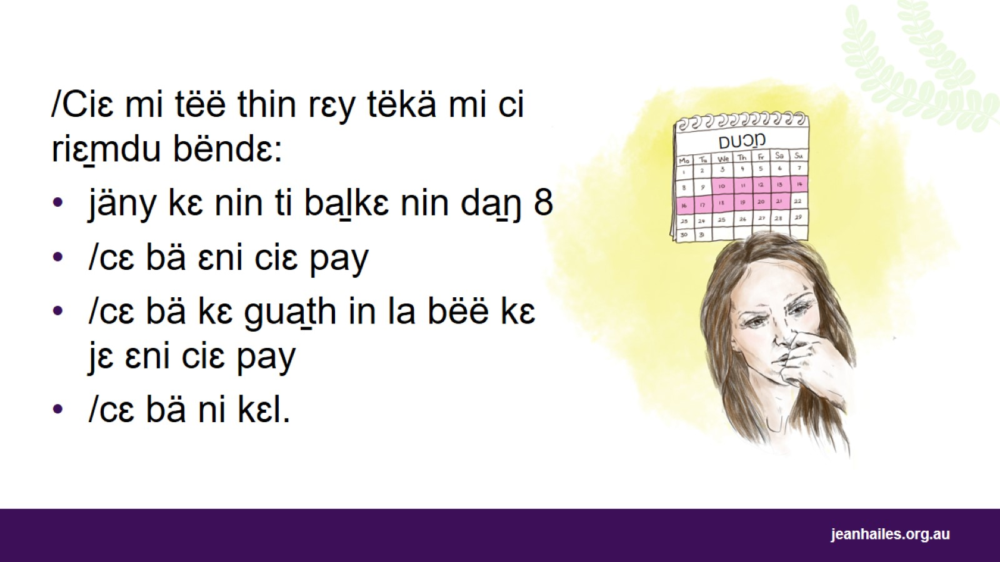 /Ciɛ mi tëë thin rɛy tëkä mi ci
riɛ̱mdu bëndɛ:
• jäny kɛ nin ti ba̱lkɛ nin da̱ŋ 8
• /cɛ bä ɛni ciɛ pay
• /cɛ bä kɛ gua̱th in la bëë kɛ
jɛ ɛni ciɛ pay
• /cɛ bä ni kɛl.
DUɔ̱ŋ
Mo Tu We Th Fr Sa Su
1 2 3 4 5 6 7
8 9 10 11 12 13 14
16 17 18 19 20 21 22
23 24 25 26 27 28 29
30 31
jeanhailes.org.au